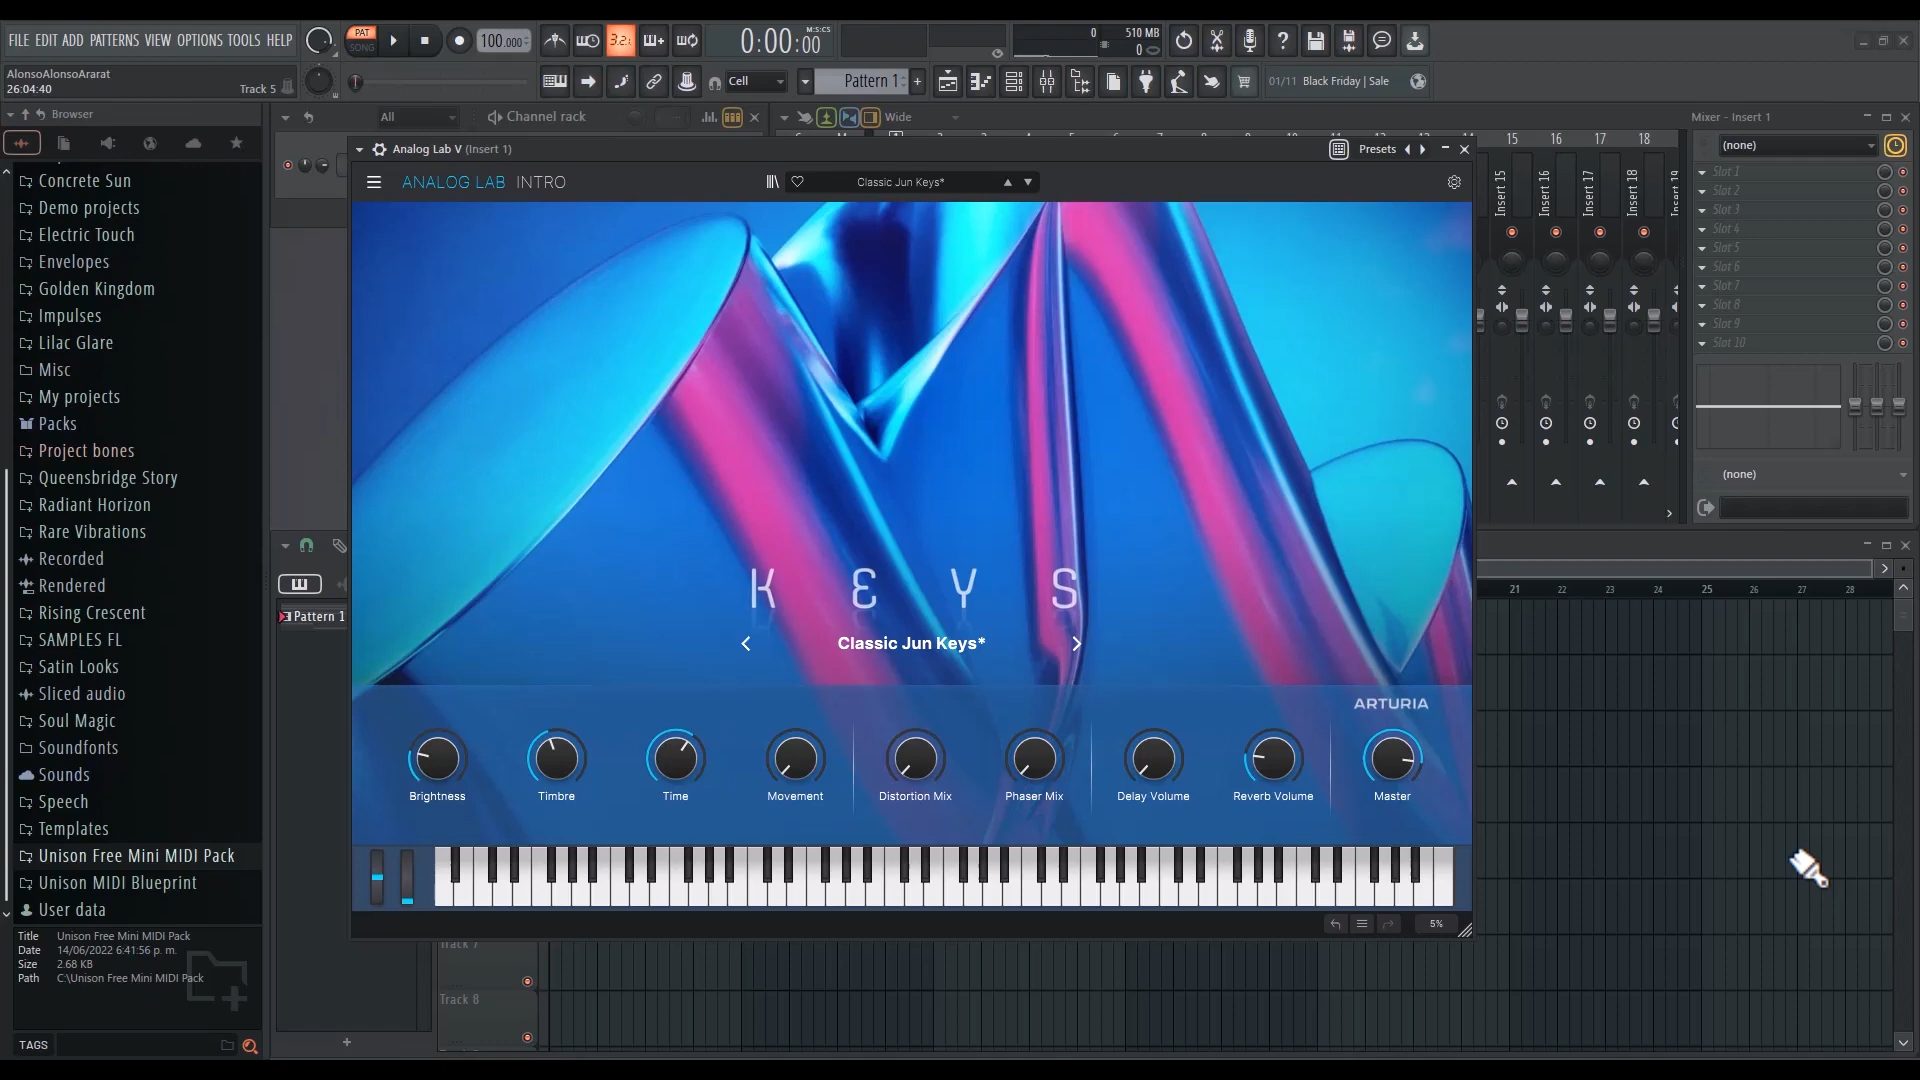 FILE EDIT ADD PATTERNS VIEW OPTIONS TOOLS HELP
PAT
SONG
100.000
3.2.
0:00:00
M:S:CS
0
510 MB
0
AlonsoAlonsoArarat
26:04:40
Track 5
Cell
Pattern 1
01/11 Black Friday | Sale
Browser
All
Channel rack
Wide
Mixer - Insert 1
Concrete Sun
Demo projects
Electric Touch
Envelopes
Golden Kingdom
Impulses
Lilac Glare
Misc
My projects
Packs
Project bones
Queensbridge Story
Radiant Horizon
Rare Vibrations
Recorded
Rendered
Rising Crescent
SAMPLES FL
Satin Looks
Sliced audio
Soul Magic
Soundfonts
Sounds
Speech
Templates
Unison Free Mini MIDI Pack
Unison MIDI Blueprint
User data
Title Unison Free Mini MIDI Pack
Date 14/06/2022 6:41:56 p. m.
Size 2.68 KB
Path C:\Unison Free Mini MIDI Pack
TAGS
Analog Lab V (Insert 1)
Presets
ANALOG LAB INTRO
Classic Jun Keys*
KEYS
Classic Jun Keys*
ARTURIA
Brightness
Timbre
Time
Movement
Distortion Mix
Phaser Mix
Delay Volume
Reverb Volume
Master
5%
Pattern 1
Track 7
Track 8
15 16 17 18
Insert 15
Insert 16
Insert 17
Insert 18
(none)
Slot 1
Slot 2
Slot 3
Slot 4
Slot 5
Slot 6
Slot 7
Slot 8
Slot 9
Slot 10
(none)
21 22 23 24 25 26 27 28